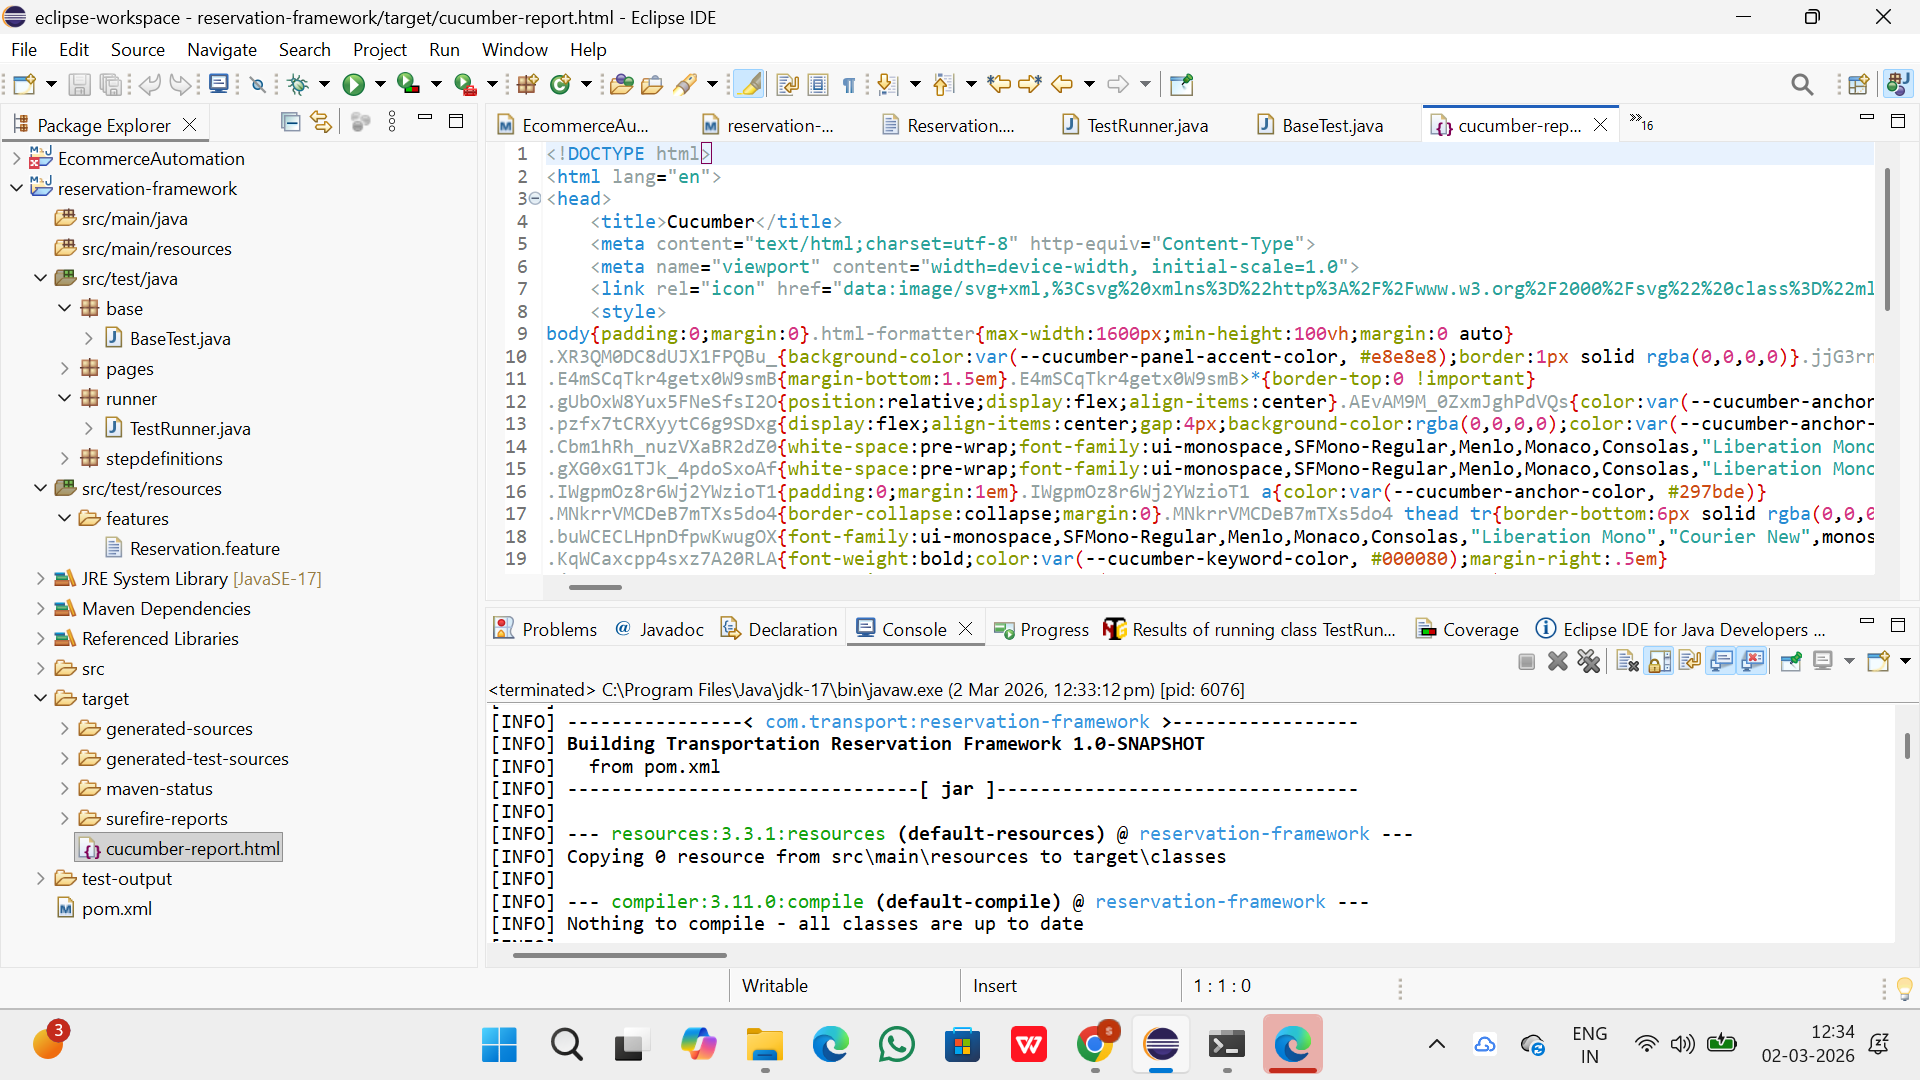 eclipse-workspace - reservation-framework/target/cucumber-report.html - Eclipse IDE
File Edit Source Navigate Search Project Run Window Help
Package Explorer
EcommerceAutomation
reservation-framework
src/main/java
src/main/resources
src/test/java
base
BaseTest.java
pages
runner
TestRunner.java
stepdefinitions
src/test/resources
features
Reservation.feature
JRE System Library [JavaSE-17]
Maven Dependencies
Referenced Libraries
src
target
generated-sources
generated-test-sources
maven-status
surefire-reports
cucumber-report.html
test-output
pom.xml
EcommerceAu... reservation-... Reservation.... TestRunner.java BaseTest.java cucumber-rep... »16
1 <!DOCTYPE html>
2 <html lang="en">
3 <head>
4 <title>Cucumber</title>
5 <meta content="text/html;charset=utf-8" http-equiv="Content-Type">
6 <meta name="viewport" content="width=device-width, initial-scale=1.0">
7 <link rel="icon" href="data:image/svg+xml,%3Csvg%20xmlns%3D%22http%3A%2F%2Fwww.w3.org%2F2000%2Fsvg%22%20class%3D%22ml
8 <style>
9 body{padding:0;margin:0}.html-formatter{max-width:1600px;min-height:100vh;margin:0 auto}
10 .XR3QM0DC8dUJX1FPQBu_{background-color:var(--cucumber-panel-accent-color, #e8e8e8);border:1px solid rgba(0,0,0,0)}.jjG3rn
11 .E4mSCqTkr4getx0W9smB{margin-bottom:1.5em}.E4mSCqTkr4getx0W9smB>*{border-top:0 !important}
12 .gUbOxW8Yux5FNeSfsI2O{position:relative;display:flex;align-items:center}.AEvAM9M_0ZxmJghPdVQs{color:var(--cucumber-anchor
13 .pzfx7tCRXyytC6g9SDxg{display:flex;align-items:center;gap:4px;background-color:rgba(0,0,0,0);color:var(--cucumber-anchor-
14 .Cbm1hRh_nuzVXaBR2dZ0{white-space:pre-wrap;font-family:ui-monospace,SFMono-Regular,Menlo,Monaco,Consolas,"Liberation Mono
15 .gXG0xG1TJk_4pdoSxoAf{white-space:pre-wrap;font-family:ui-monospace,SFMono-Regular,Menlo,Monaco,Consolas,"Liberation Mono
16 .IWgpmOz8r6Wj2YWzioT1{padding:0;margin:1em}.IWgpmOz8r6Wj2YWzioT1 a{color:var(--cucumber-anchor-color, #297bde)}
17 .MNkrrVMCDeB7mTXs5do4{border-collapse:collapse;margin:0}.MNkrrVMCDeB7mTXs5do4 thead tr{border-bottom:6px solid rgba(0,0,0
18 .buWCECLHpnDfpwKwugOX{font-family:ui-monospace,SFMono-Regular,Menlo,Monaco,Consolas,"Liberation Mono","Courier New",monos
19 .KqWCaxcpp4sxz7A20RLA{font-weight:bold;color:var(--cucumber-keyword-color, #000080);margin-right:.5em}
Problems @ Javadoc Declaration Console Progress Results of running class TestRun... Coverage Eclipse IDE for Java Developers ...
<terminated> C:\Program Files\Java\jdk-17\bin\javaw.exe (2 Mar 2026, 12:33:12 pm) [pid: 6076]
[INFO] ----------------< com.transport:reservation-framework >-----------------
[INFO] Building Transportation Reservation Framework 1.0-SNAPSHOT
[INFO]   from pom.xml
[INFO] --------------------------------[ jar ]---------------------------------
[INFO]
[INFO] --- resources:3.3.1:resources (default-resources) @ reservation-framework ---
[INFO] Copying 0 resource from src\main\resources to target\classes
[INFO]
[INFO] --- compiler:3.11.0:compile (default-compile) @ reservation-framework ---
[INFO] Nothing to compile - all classes are up to date
Writable Insert 1 : 1 : 0
3
S
ENG
IN
12:34
02-03-2026